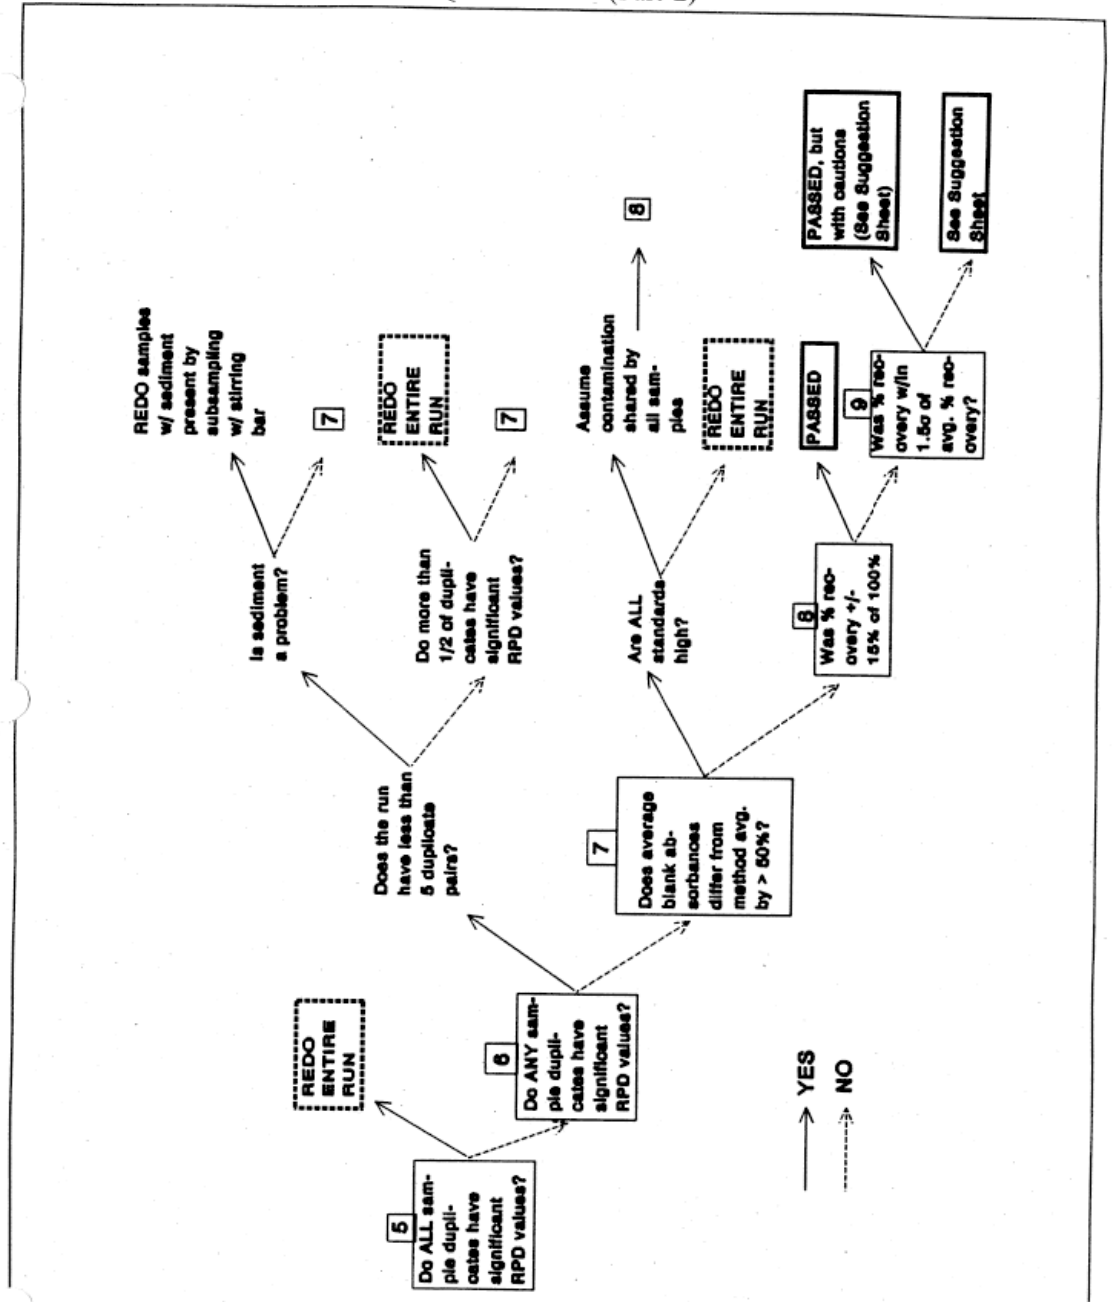 5
Do ALL sam-
ple dupli-
cates have
significant
RPD values?
REDO
ENTIRE
RUN
6
Do ANY sam-
ple dupli-
cates have
significant
RPD values?
Does the run
have less than
5 duplicate
pairs?
Is sediment
a problem?
REDO samples
w/ sediment
present by
subsampling
w/ stirring
bar
7
Do more than
1/2 of dupli-
cates have
significant
RPD values?
REDO
ENTIRE
RUN
7
7
Does average
blank ab-
sorbances
differ from
method avg.
by > 50%?
Are ALL
standards
high?
Assume
contamination
shared by
all sam-
ples
8
REDO
ENTIRE
RUN
8
Was % rec-
overy +/-
15% of 100%
PASSED
9
Was % rec-
overy w/in
1.5σ of
avg. % rec-
overy?
PASSED, but
with cautions
(See Suggestion
Sheet)
See Suggestion
Sheet
YES
NO